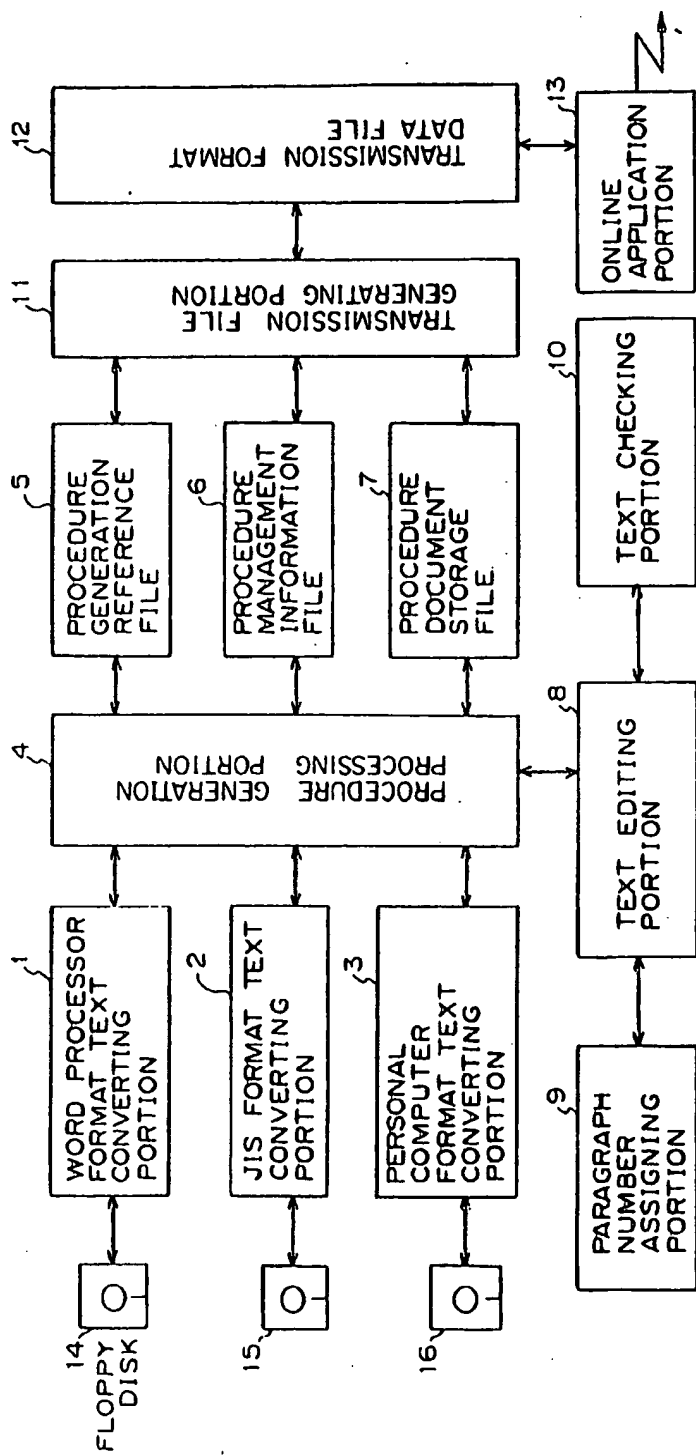 14
FLOPPY
DISK
15
16
1
WORD PROCESSOR
FORMAT TEXT
CONVERTING
PORTION
2
JIS FORMAT TEXT
CONVERTING
PORTION
3
PERSONAL
COMPUTER
FORMAT TEXT
CONVERTING
PORTION
4
PROCEDURE GENERATION
PROCESSING PORTION
5
PROCEDURE
GENERATION
REFERENCE
FILE
6
PROCEDURE
MANAGEMENT
INFORMATION
FILE
7
PROCEDURE
DOCUMENT
STORAGE
FILE
11
TRANSMISSION FILE
GENERATING PORTION
12
TRANSMISSION FORMAT
DATA FILE
9
PARAGRAPH
NUMBER
ASSIGNING
PORTION
8
TEXT EDITING
PORTION
10
TEXT CHECKING
PORTION
13
ONLINE
APPLICATION
PORTION